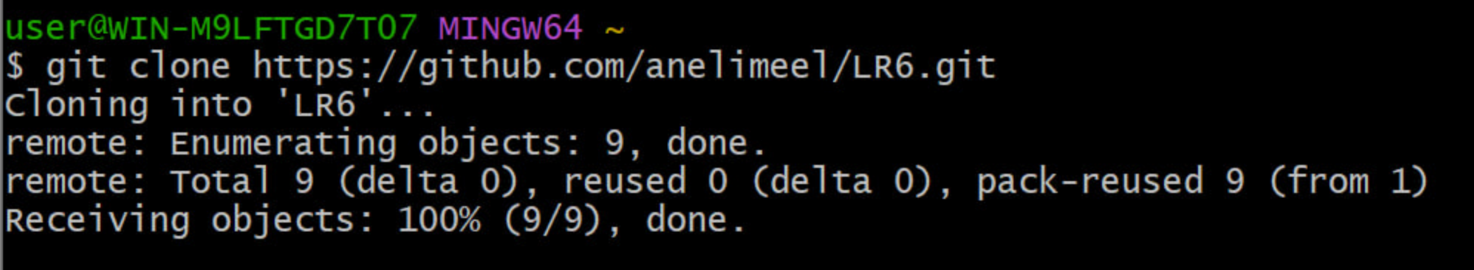 user@WIN-M9LFTGD7TO7 MINGW64 ~
$ git clone https://github.com/anelimeel/LR6.git
Cloning into 'LR6'...
remote: Enumerating objects: 9, done.
remote: Total 9 (delta 0), reused 0 (delta 0), pack-reused 9 (from 1)
Receiving objects: 100% (9/9), done.